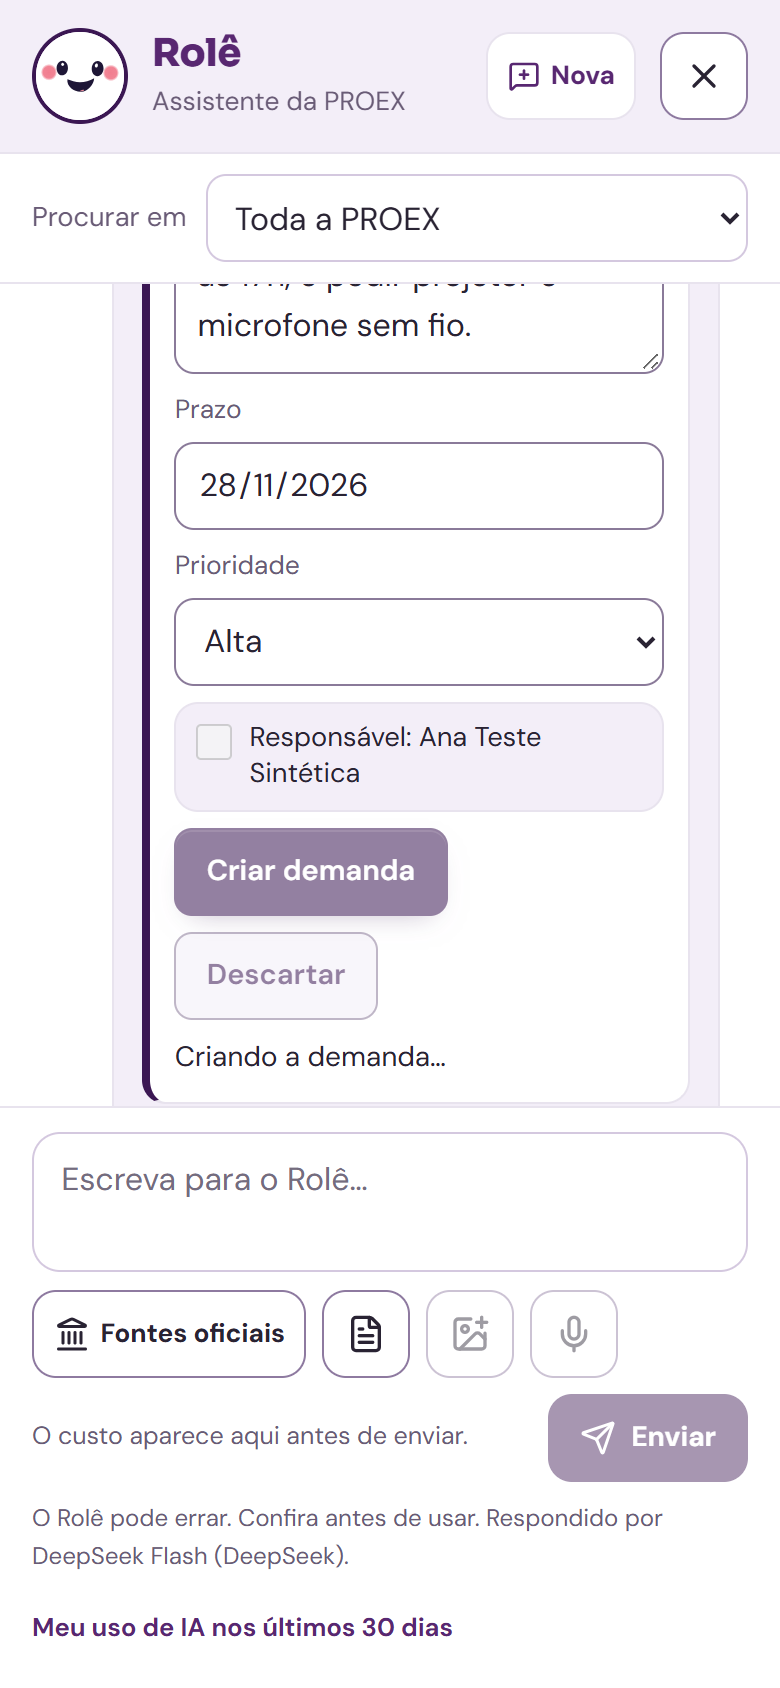 Rolê
Assistente da PROEX
Nova
Procurar em
Toda a PROEX
microfone sem fio.
Prazo
28/11/2026
Prioridade
Alta
Responsável: Ana Teste
Sintética
Criar demanda
Descartar
Criando a demanda...
Escreva para o Rolê...
Fontes oficiais
O custo aparece aqui antes de enviar.
Enviar
O Rolê pode errar. Confira antes de usar. Respondido por
DeepSeek Flash (DeepSeek).
Meu uso de IA nos últimos 30 dias